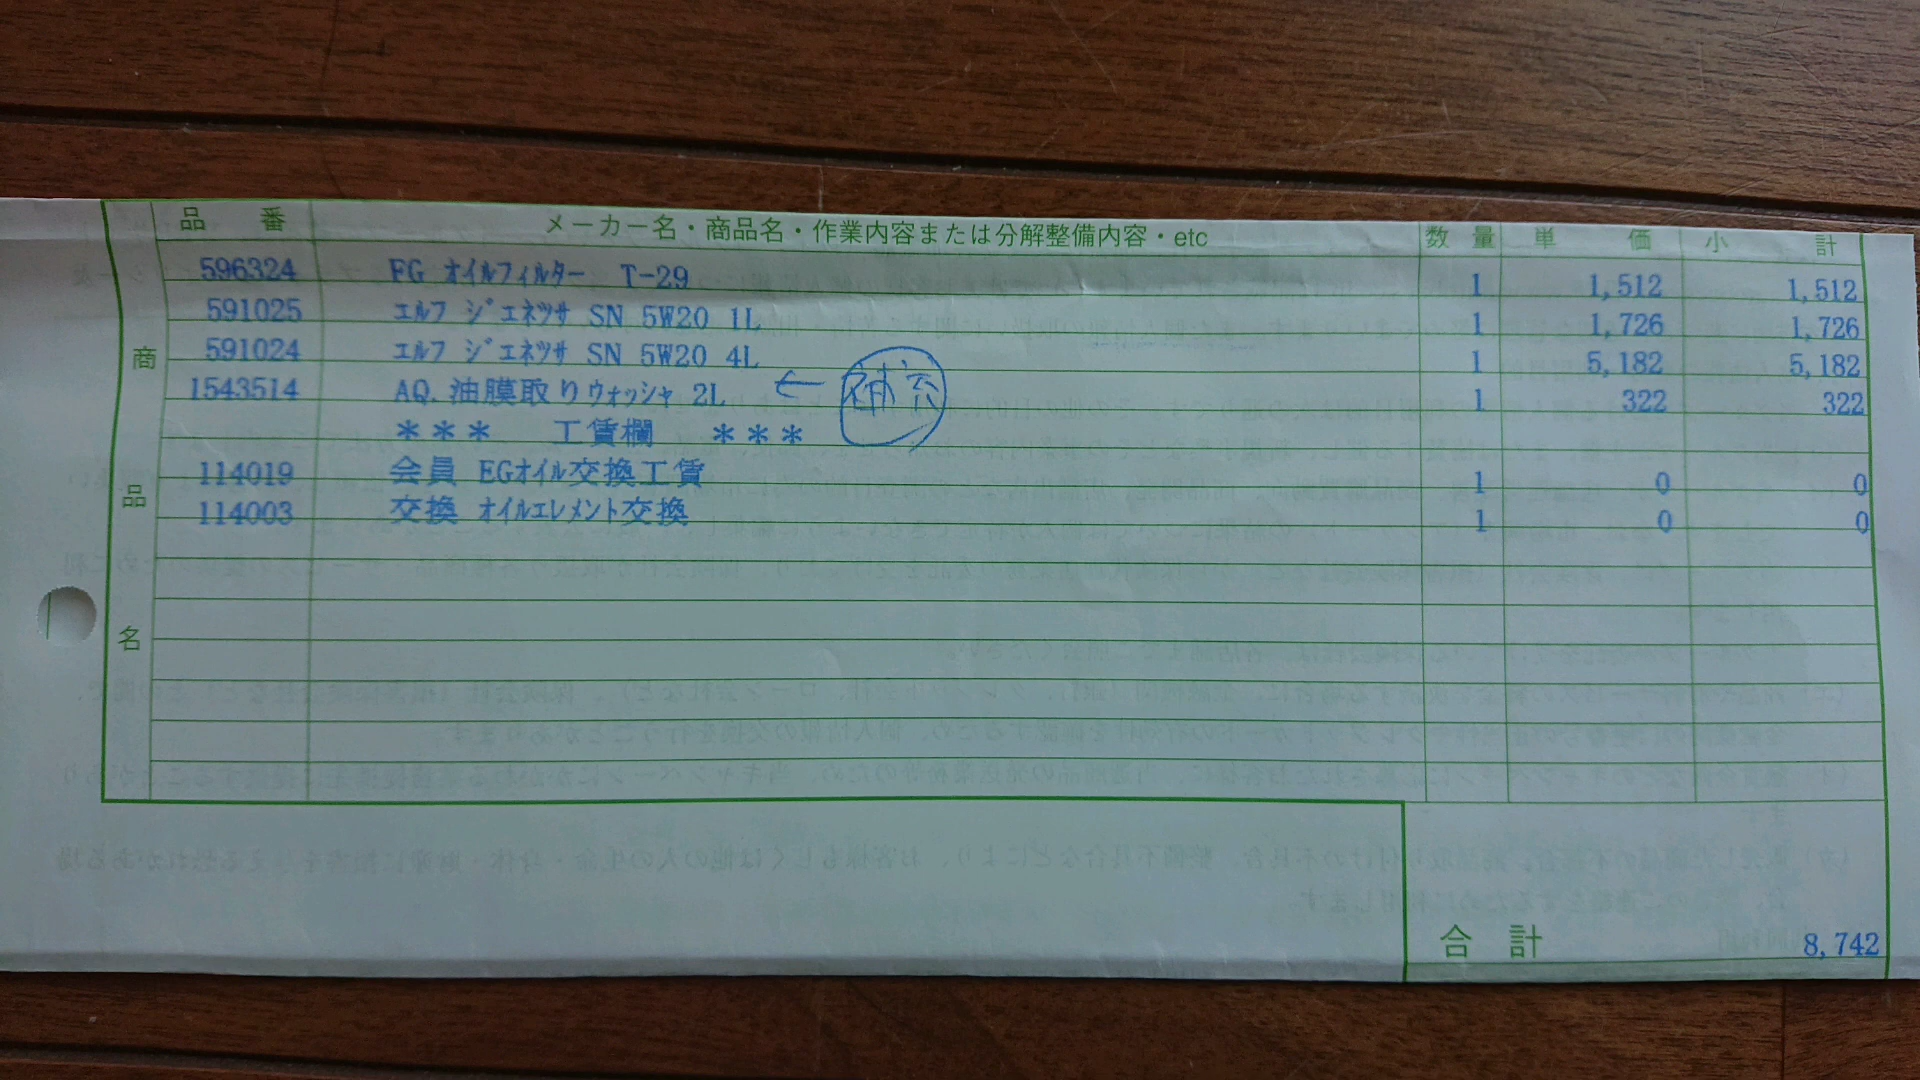 品番 メーカー名・商品名・作業内容または分解整備内容・etc 数量 単価 小計
596324 FG ｵｲﾙﾌｨﾙﾀｰ T-29 1 1,512 1,512
591025 ｴﾙﾌ ｼﾞｴﾈﾂｻ SN 5W20 1L 1 1,726 1,726
591024 ｴﾙﾌ ｼﾞｴﾈﾂｻ SN 5W20 4L 1 5,182 5,182
1543514 AQ.油膜取りｳｫｯｼｬ 2L ← 補充 1 322 322
＊＊＊ 工賃欄 ＊＊＊
114019 会員 EGｵｲﾙ交換工賃 1 0 0
114003 交換 ｵｲﾙｴﾚﾒﾝﾄ交換 1 0 0
商品名
合計 8,742